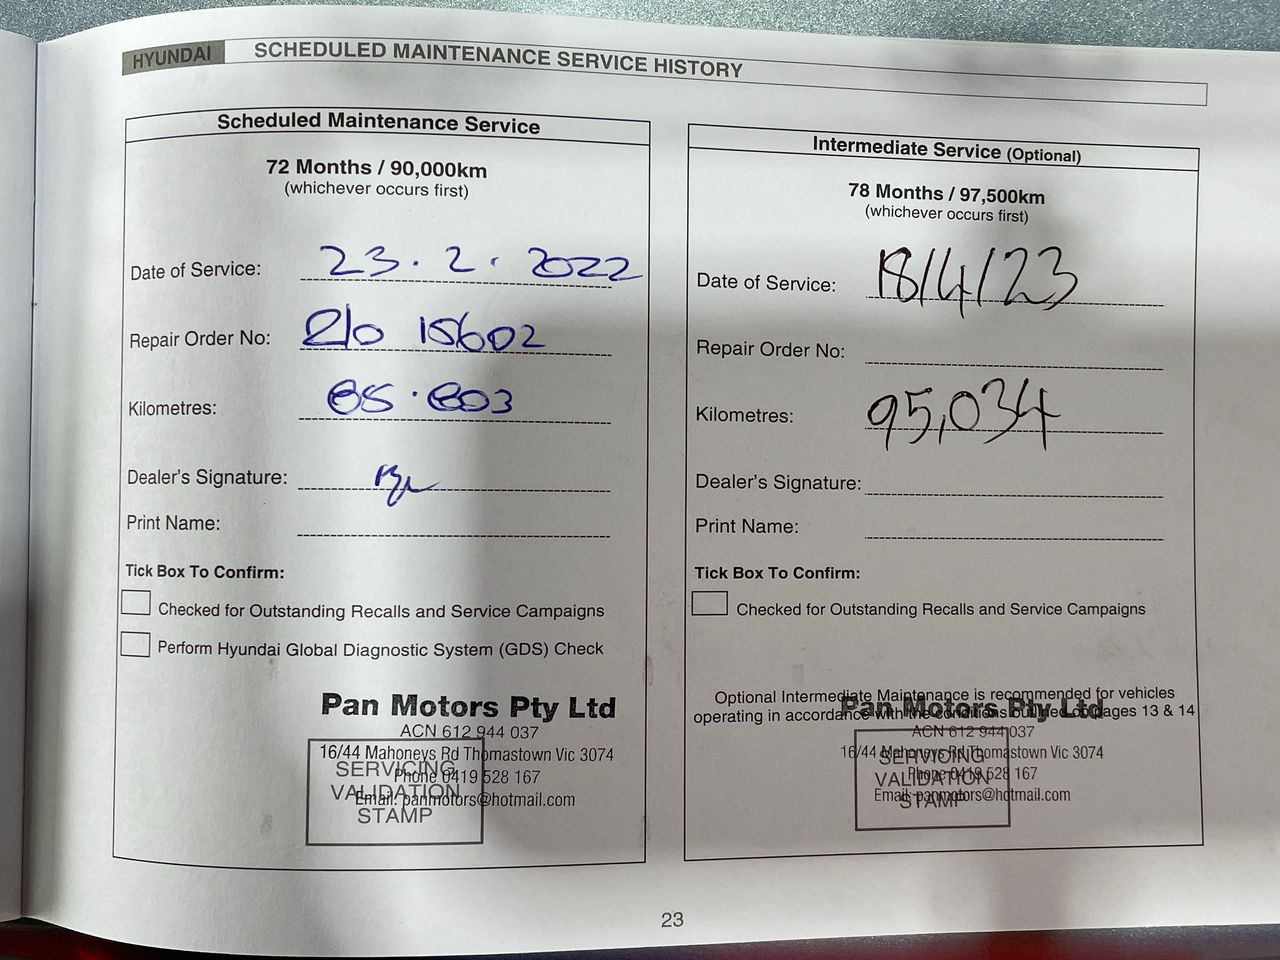 HYUNDAI SCHEDULED MAINTENANCE SERVICE HISTORY
Scheduled Maintenance Service
72 Months / 90,000km
(whichever occurs first)
Date of Service: 23.2.2022
Repair Order No: R/o 15602
Kilometres: 85.803
Dealer's Signature:
Print Name:
Tick Box To Confirm:
Checked for Outstanding Recalls and Service Campaigns
Perform Hyundai Global Diagnostic System (GDS) Check
Pan Motors Pty Ltd
ACN 612 944 037
16/44 Mahoneys Rd Thomastown Vic 3074
Phone 0419 528 167
Email: panmotors@hotmail.com
SERVICING
VALIDATION
STAMP
Intermediate Service (Optional)
78 Months / 97,500km
(whichever occurs first)
Date of Service: 18/4/23
Repair Order No:
Kilometres: 95,034
Dealer's Signature:
Print Name:
Tick Box To Confirm:
Checked for Outstanding Recalls and Service Campaigns
Optional Intermediate Maintenance is recommended for vehicles
operating in accordance with the conditions outlined on pages 13 & 14
Pan Motors Pty Ltd
ACN 612 944 037
16/44 Mahoneys Rd Thomastown Vic 3074
Phone 0419 528 167
Email: panmotors@hotmail.com
SERVICING
VALIDATION
STAMP
23